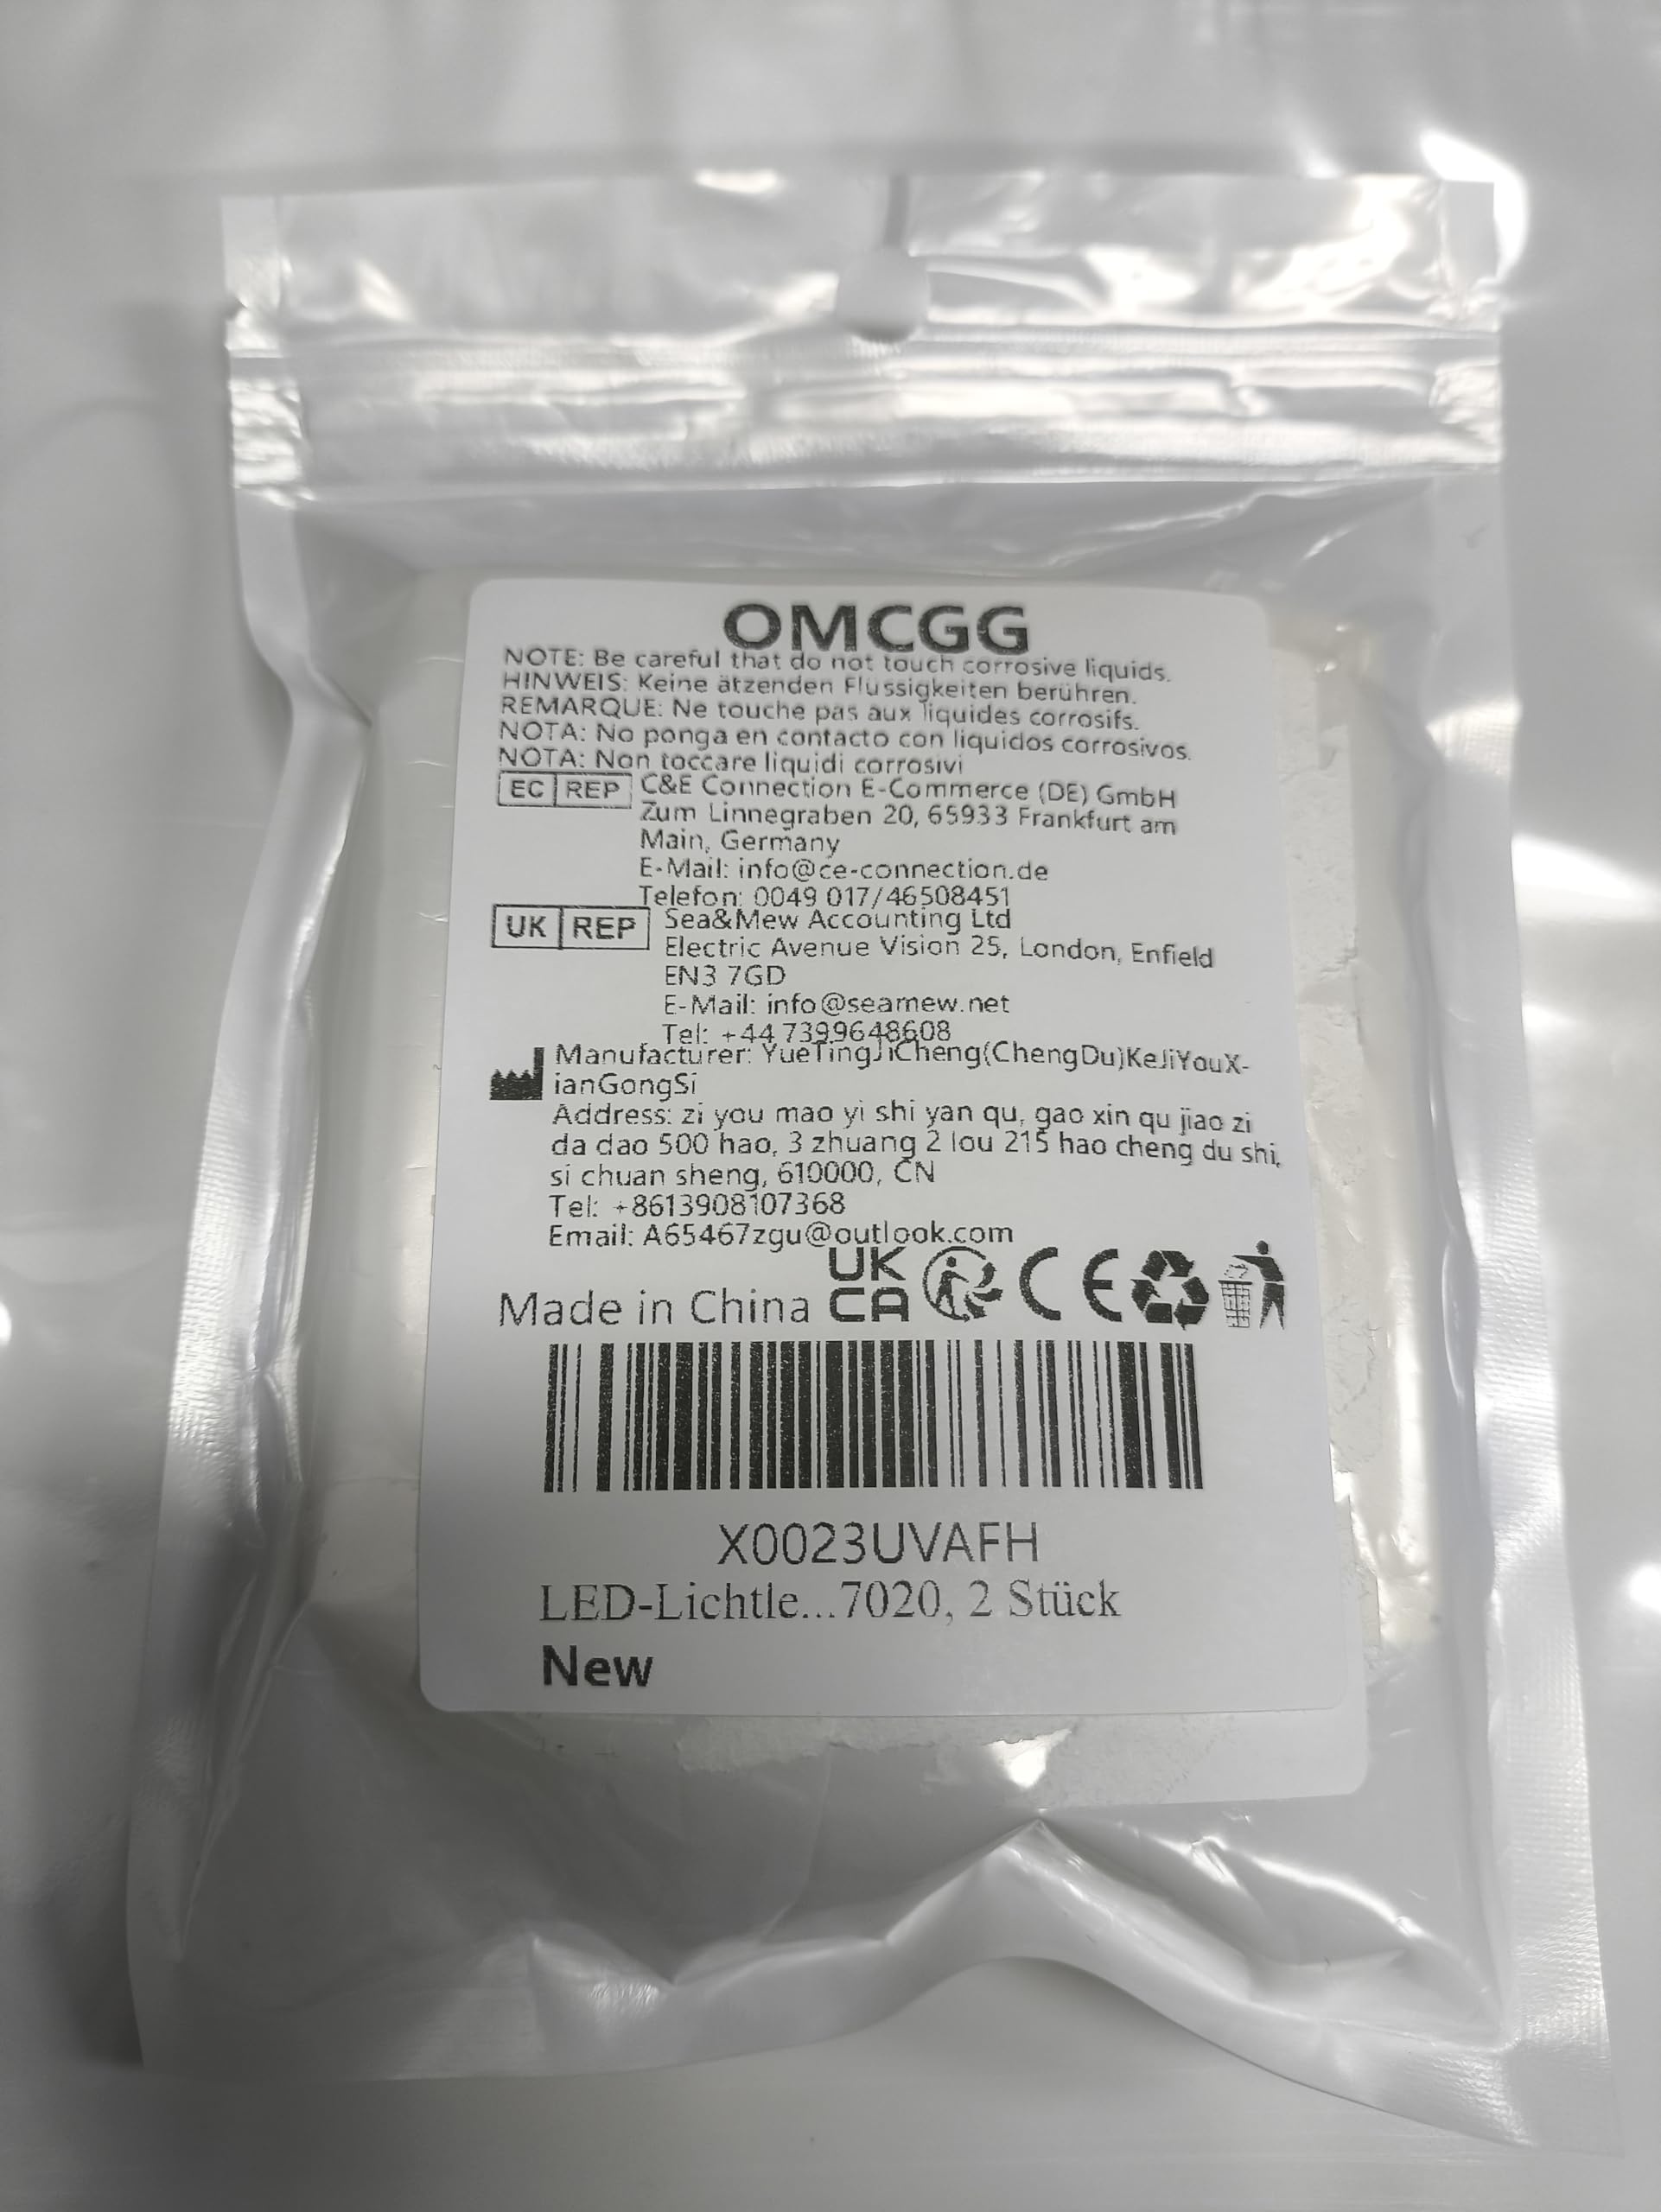 OMCGG
NOTE: Be careful that do not touch corrosive liquids.
HINWEIS: Keine ätzenden Flüssigkeiten berühren.
REMARQUE: Ne touche pas aux liquides corrosifs.
NOTA: No ponga en contacto con liquidos corrosivos.
NOTA: Non toccare liquidi corrosivi
EC REP C&E Connection E-Commerce (DE) GmbH
Zum Linnegraben 20, 65933 Frankfurt am
Main, Germany
E-Mail: info@ce-connection.de
Telefon: 0049 017/46508451
UK REP Sea&Mew Accounting Ltd
Electric Avenue Vision 25, London, Enfield
EN3 7GD
E-Mail: info@seamew.net
Tel: +44 7399648608
Manufacturer: YueTingJiCheng(ChengDu)KeJiYouX-
ianGongSi
Address: zi you mao yi shi yan qu, gao xin qu jiao zi
da dao 500 hao, 3 zhuang 2 lou 215 hao cheng du shi,
si chuan sheng, 610000, CN
Tel: +8613908107368
Email: A65467zgu@outlook.com
Made in China UK CA CE
X0023UVAFH
LED-Lichtle...7020, 2 Stück
New